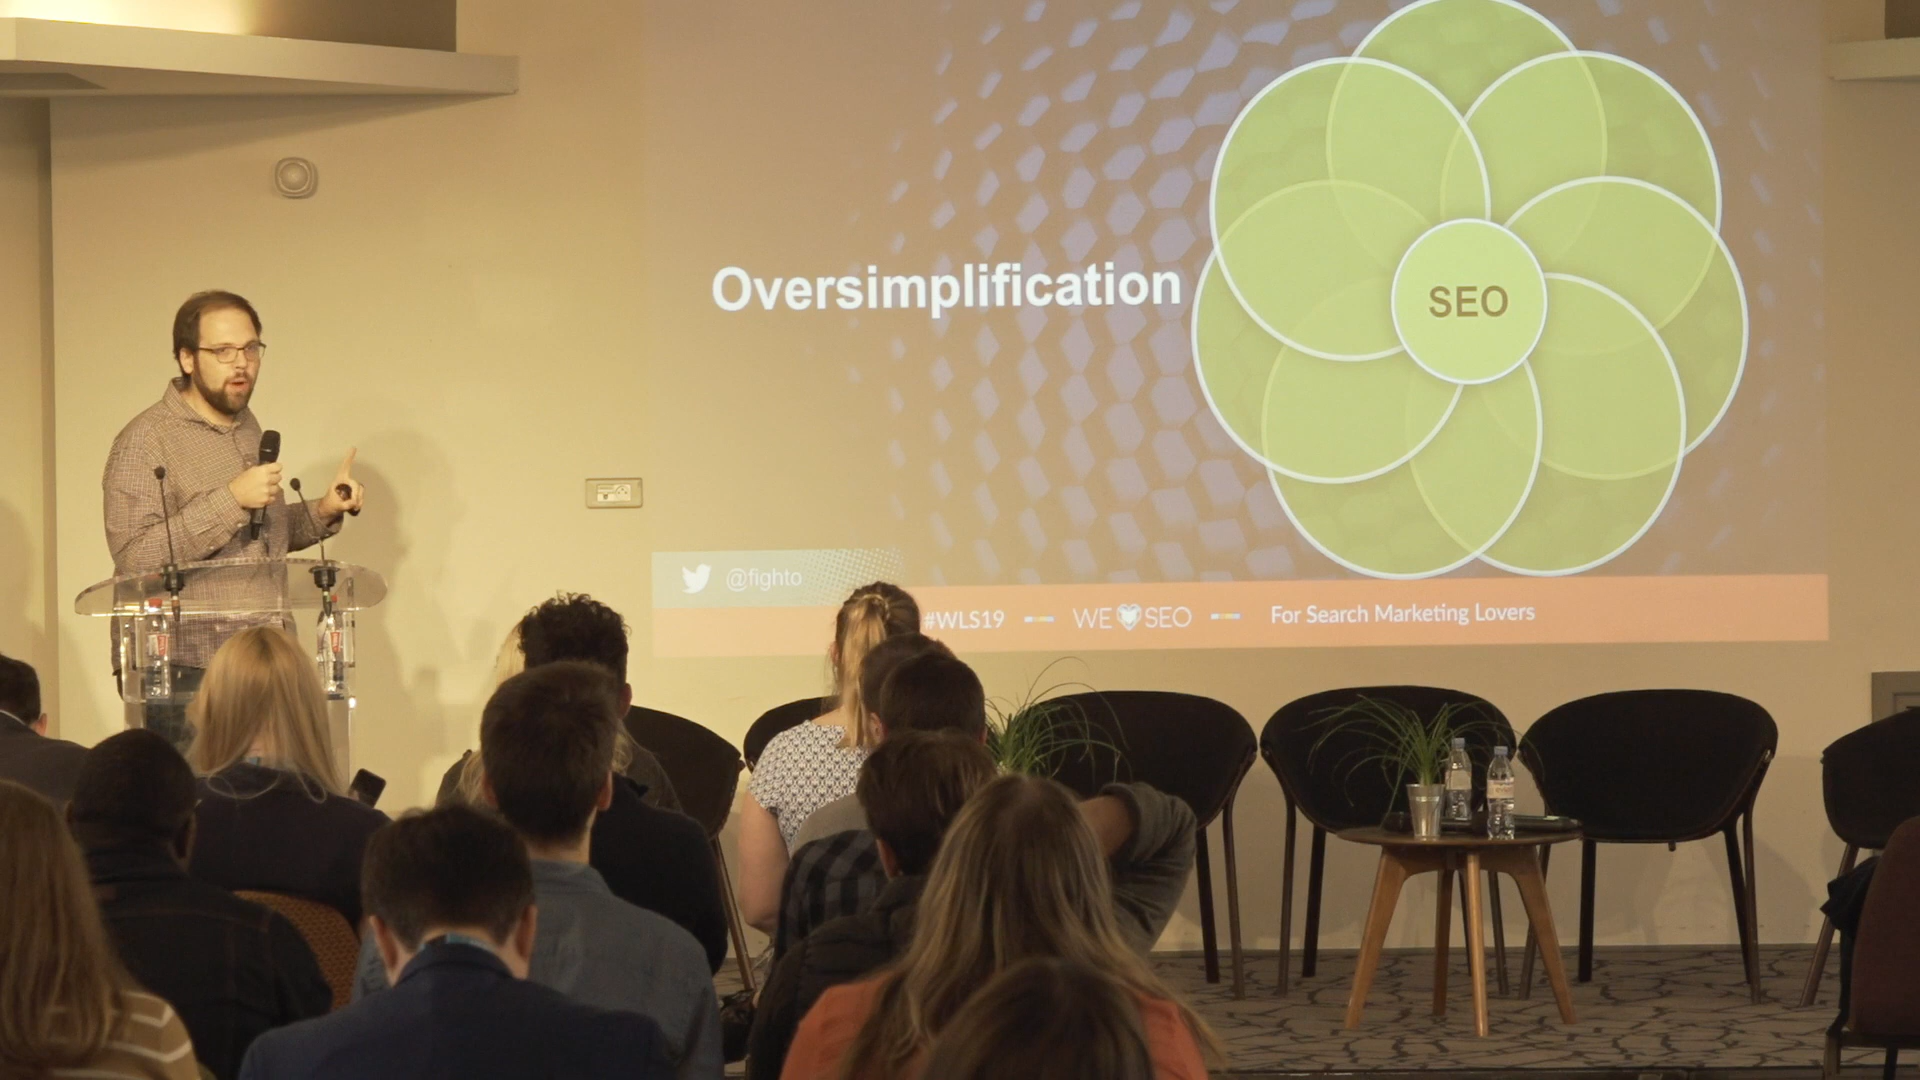 Oversimplification
SEO
@fighto
#WLS19 WE SEO For Search Marketing Lovers